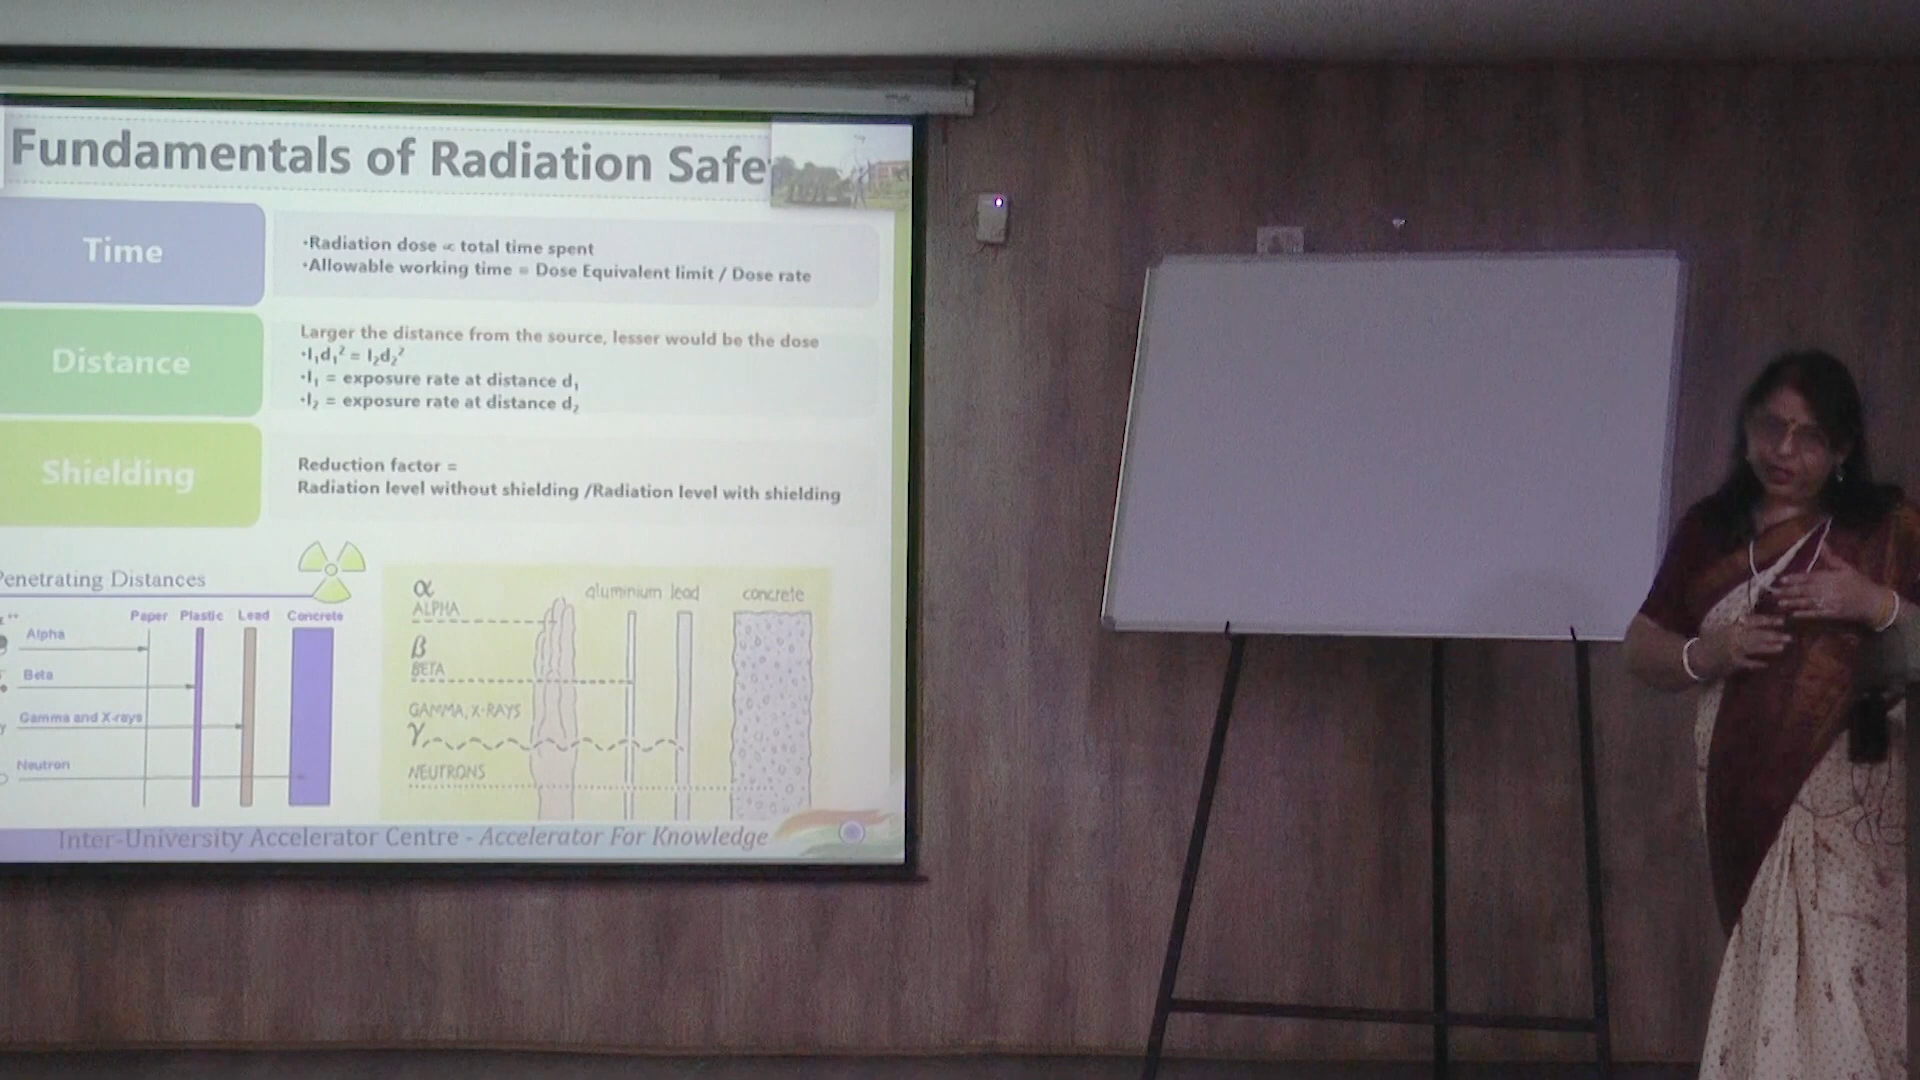 Fundamentals of Radiation Safe
Time
•Radiation dose ∝ total time spent
•Allowable working time = Dose Equivalent limit / Dose rate
Distance
Larger the distance from the source, lesser would be the dose
•I₁d₁² = I₂d₂²
•I₁ = exposure rate at distance d₁
•I₂ = exposure rate at distance d₂
Shielding
Reduction factor =
Radiation level without shielding /Radiation level with shielding
Penetrating Distances
Paper Plastic Lead Concrete
Alpha
Beta
Gamma and X-rays
Neutron
aluminium lead concrete
α
ALPHA
β
BETA
GAMMA, X-RAYS
γ
NEUTRONS
Inter-University Accelerator Centre - Accelerator For Knowledge